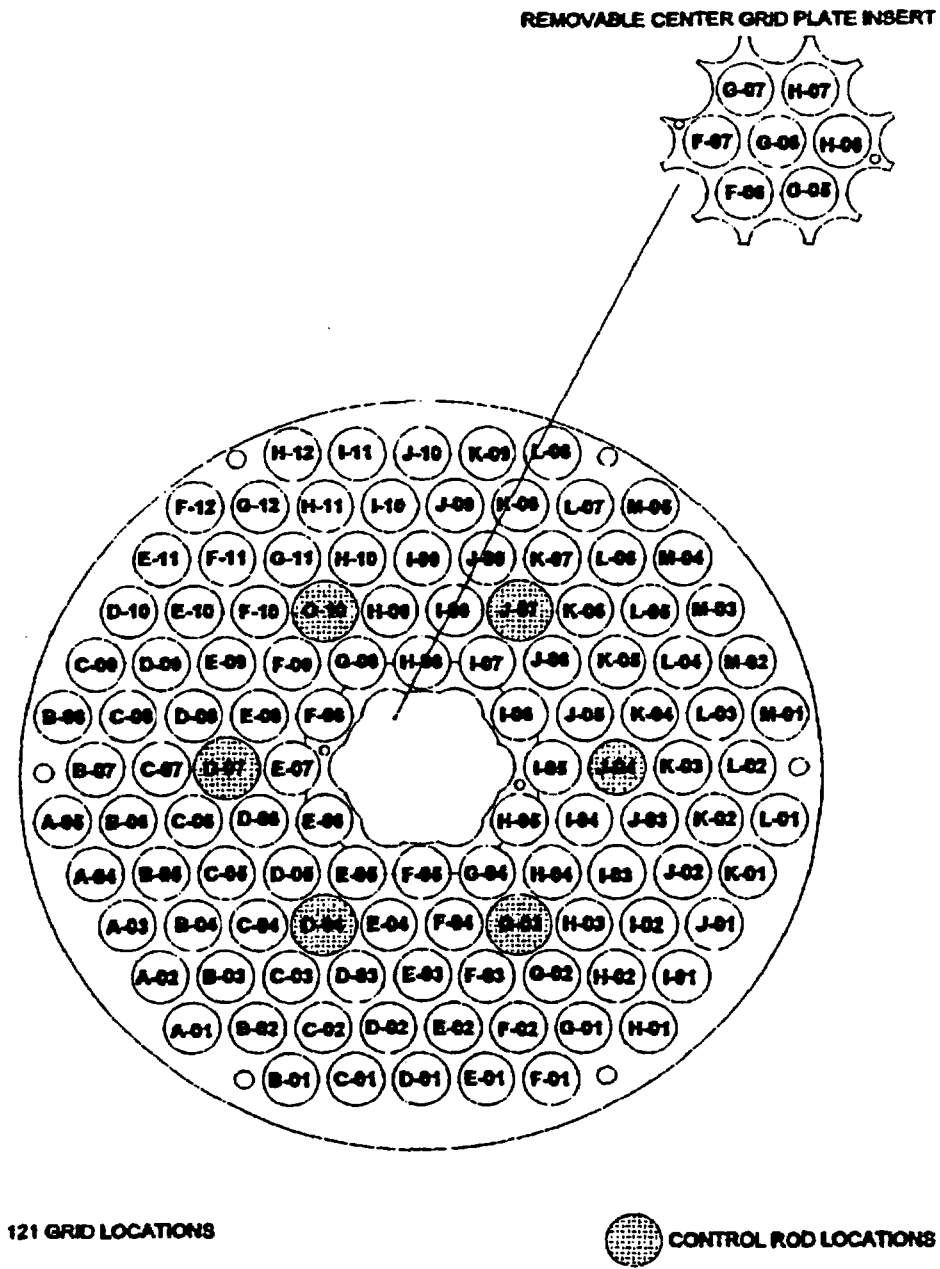 REMOVABLE CENTER GRID PLATE INSERT
G-07 H-07
F-07 G-06 H-06
F-06 G-05
H-12 I-11 J-10 K-09 L-08
F-12 G-12 H-11 I-10 J-09 K-08 L-07 M-05
E-11 F-11 G-11 H-10 I-09 J-08 K-07 L-06 M-04
D-10 E-10 F-10 G-10 H-09 I-08 J-07 K-06 L-05 M-03
C-09 D-09 E-09 F-09 G-08 H-08 I-07 J-06 K-05 L-04 M-02
B-08 C-08 D-08 E-08 F-08 I-06 J-05 K-04 L-03 M-01
B-07 C-07 D-07 E-07 I-05 J-04 K-03 L-02
A-05 B-06 C-06 D-06 E-06 H-05 I-04 J-03 K-02 L-01
A-04 B-05 C-05 D-05 E-05 F-05 G-04 H-04 I-03 J-02 K-01
A-03 B-04 C-04 D-04 E-04 F-04 G-03 H-03 I-02 J-01
A-02 B-03 C-03 D-03 E-03 F-03 G-02 H-02 I-01
A-01 B-02 C-02 D-02 E-02 F-02 G-01 H-01
B-01 C-01 D-01 E-01 F-01
121 GRID LOCATIONS
CONTROL ROD LOCATIONS